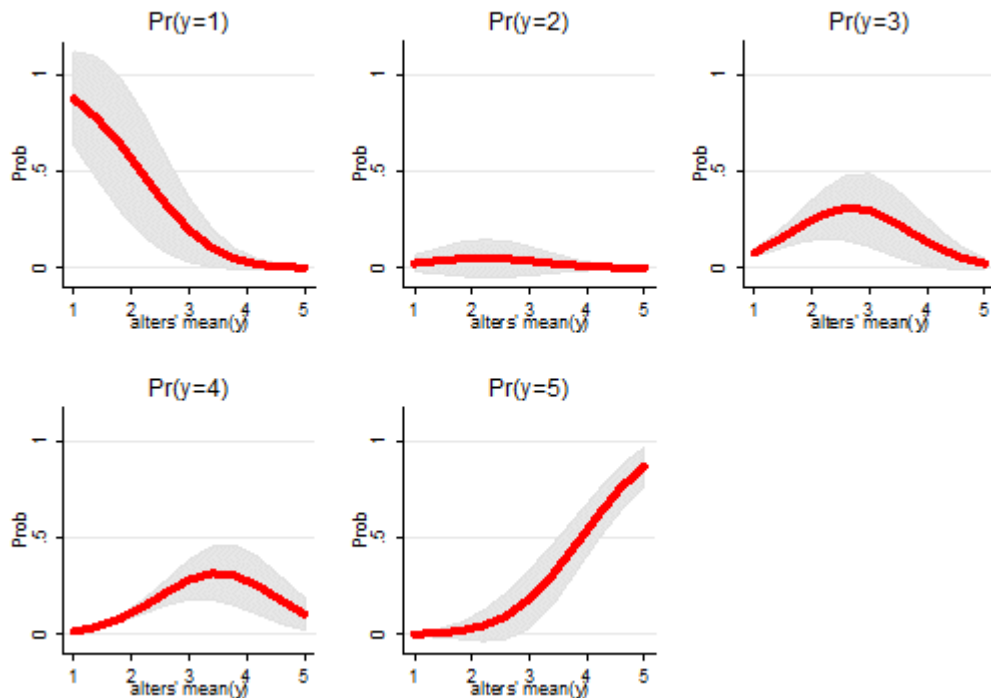 Pr(y=1)
Prob
1
.5
0
1 2 3 4 5
alters' mean(y)
Pr(y=2)
Prob
1
.5
0
1 2 3 4 5
alters' mean(y)
Pr(y=3)
Prob
1
.5
0
1 2 3 4 5
alters' mean(y)
Pr(y=4)
Prob
1
.5
0
1 2 3 4 5
alters' mean(y)
Pr(y=5)
Prob
1
.5
0
1 2 3 4 5
alters' mean(y)